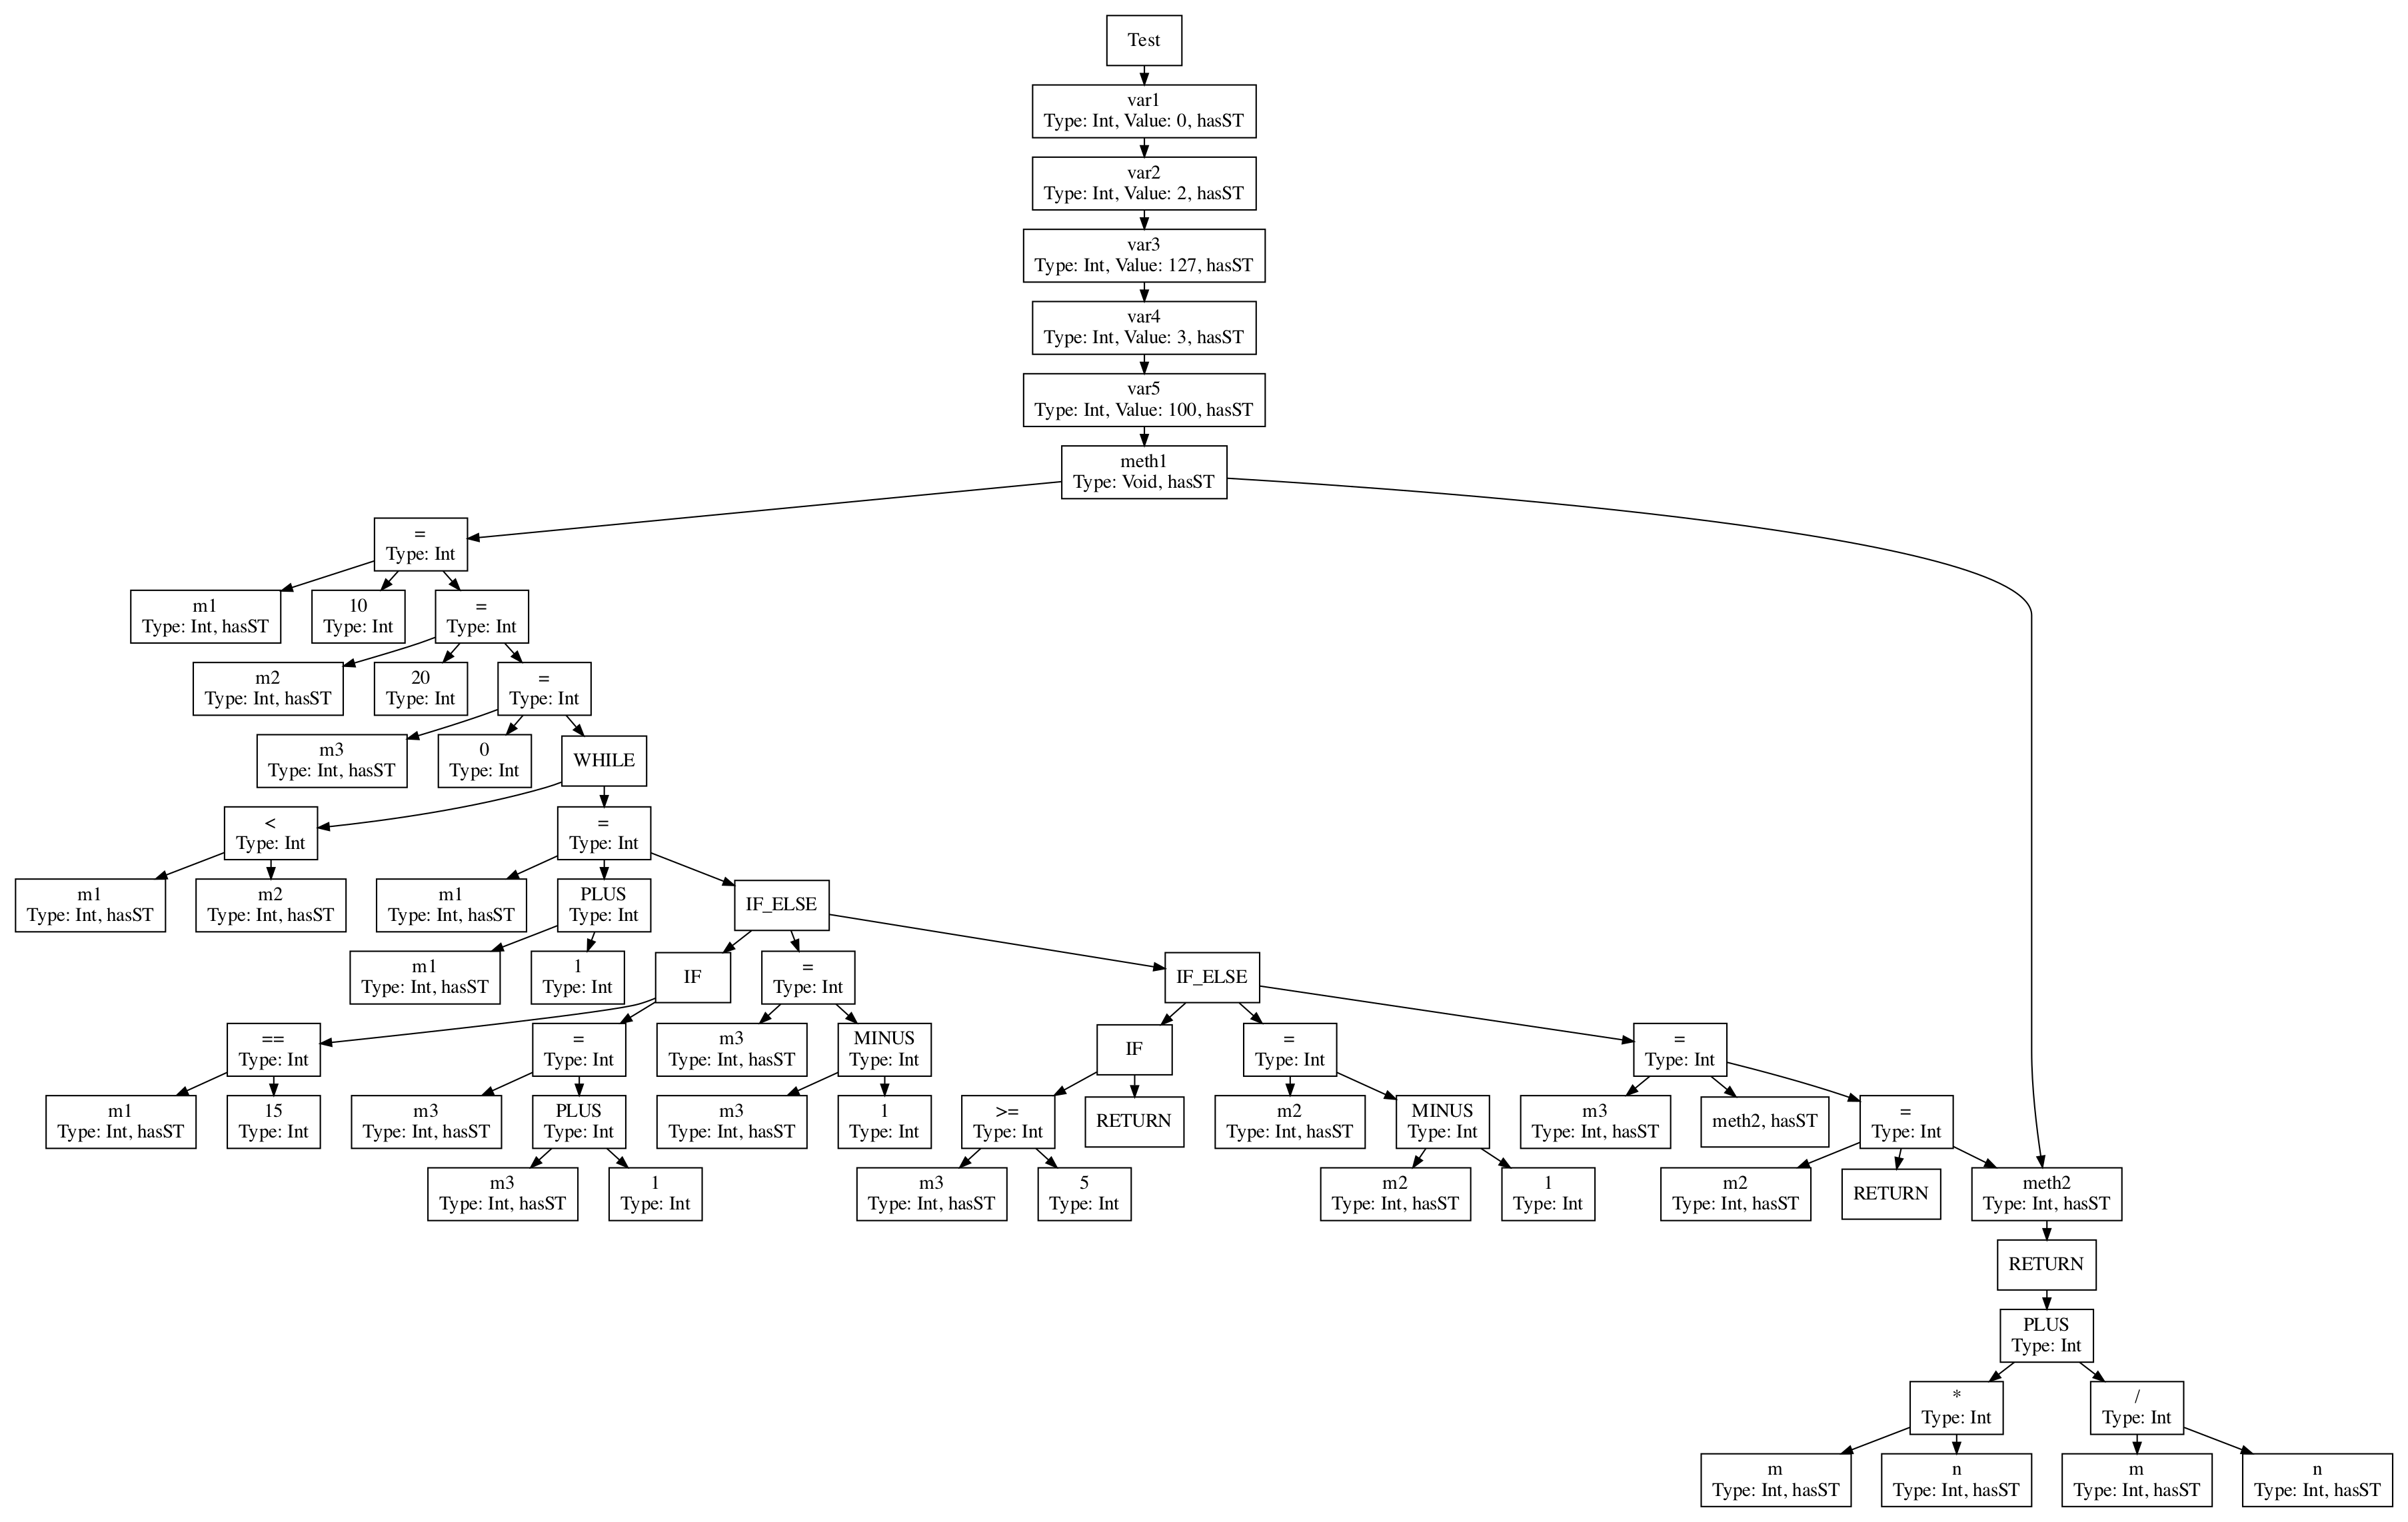 Test
var1
Type: Int, Value: 0, hasST
var2
Type: Int, Value: 2, hasST
var3
Type: Int, Value: 127, hasST
var4
Type: Int, Value: 3, hasST
var5
Type: Int, Value: 100, hasST
meth1
Type: Void, hasST
=
Type: Int
m1
Type: Int, hasST
10
Type: Int
=
Type: Int
m2
Type: Int, hasST
20
Type: Int
=
Type: Int
m3
Type: Int, hasST
0
Type: Int
WHILE
<
Type: Int
=
Type: Int
m1
Type: Int, hasST
m2
Type: Int, hasST
m1
Type: Int, hasST
PLUS
Type: Int
IF_ELSE
m1
Type: Int, hasST
1
Type: Int
IF
=
Type: Int
IF_ELSE
==
Type: Int
=
Type: Int
m3
Type: Int, hasST
MINUS
Type: Int
IF
=
Type: Int
=
Type: Int
m1
Type: Int, hasST
15
Type: Int
m3
Type: Int, hasST
PLUS
Type: Int
m3
Type: Int, hasST
1
Type: Int
>=
Type: Int
RETURN
m2
Type: Int, hasST
MINUS
Type: Int
m3
Type: Int, hasST
meth2, hasST
=
Type: Int
m3
Type: Int, hasST
1
Type: Int
m3
Type: Int, hasST
5
Type: Int
m2
Type: Int, hasST
1
Type: Int
m2
Type: Int, hasST
RETURN
meth2
Type: Int, hasST
RETURN
PLUS
Type: Int
*
Type: Int
/
Type: Int
m
Type: Int, hasST
n
Type: Int, hasST
m
Type: Int, hasST
n
Type: Int, hasST